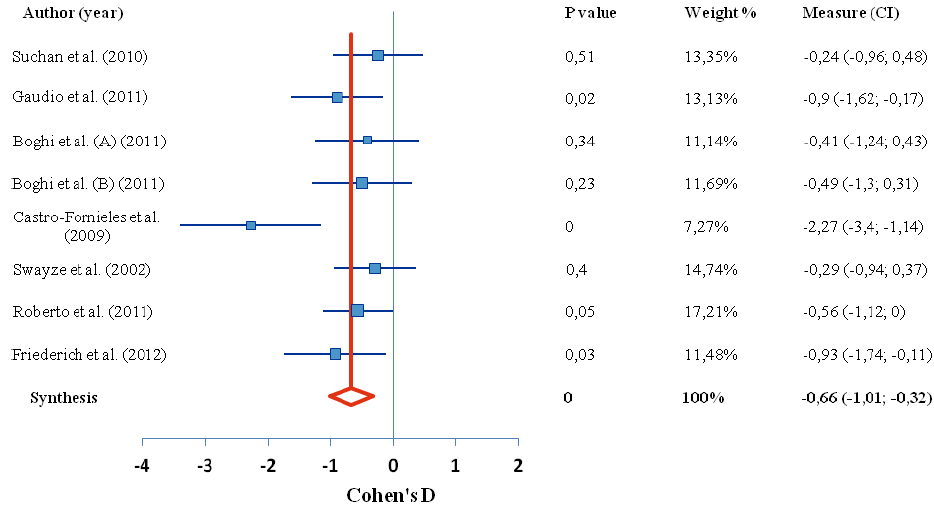 Author (year) P value Weight % Measure (CI)
Suchan et al. (2010) 0,51 13,35% -0,24 (-0,96; 0,48)
Gaudio et al. (2011) 0,02 13,13% -0,9 (-1,62; -0,17)
Boghi et al. (A) (2011) 0,34 11,14% -0,41 (-1,24; 0,43)
Boghi et al. (B) (2011) 0,23 11,69% -0,49 (-1,3; 0,31)
Castro-Fornieles et al.
(2009) 0 7,27% -2,27 (-3,4; -1,14)
Swayze et al. (2002) 0,4 14,74% -0,29 (-0,94; 0,37)
Roberto et al. (2011) 0,05 17,21% -0,56 (-1,12; 0)
Friederich et al. (2012) 0,03 11,48% -0,93 (-1,74; -0,11)
Synthesis 0 100% -0,66 (-1,01; -0,32)
-4 -3 -2 -1 0 1 2
Cohen's D